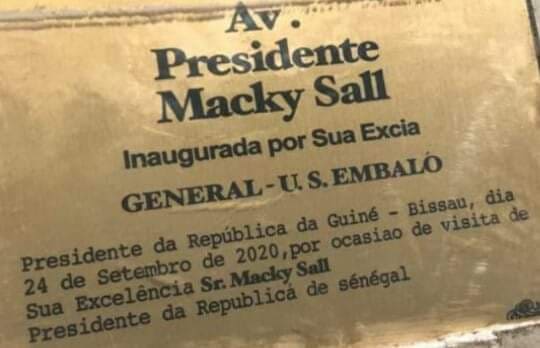 Av.
Presidente
Macky Sall
Inaugurada por Sua Excia
GENERAL - U. S. EMBALÓ
Presidente da República da Guiné - Bissau, dia
24 de Setembro de 2020,por ocasiao de visita de
Sua Excelência Sr. Macky Sall
Presidente da Republica de sénégal